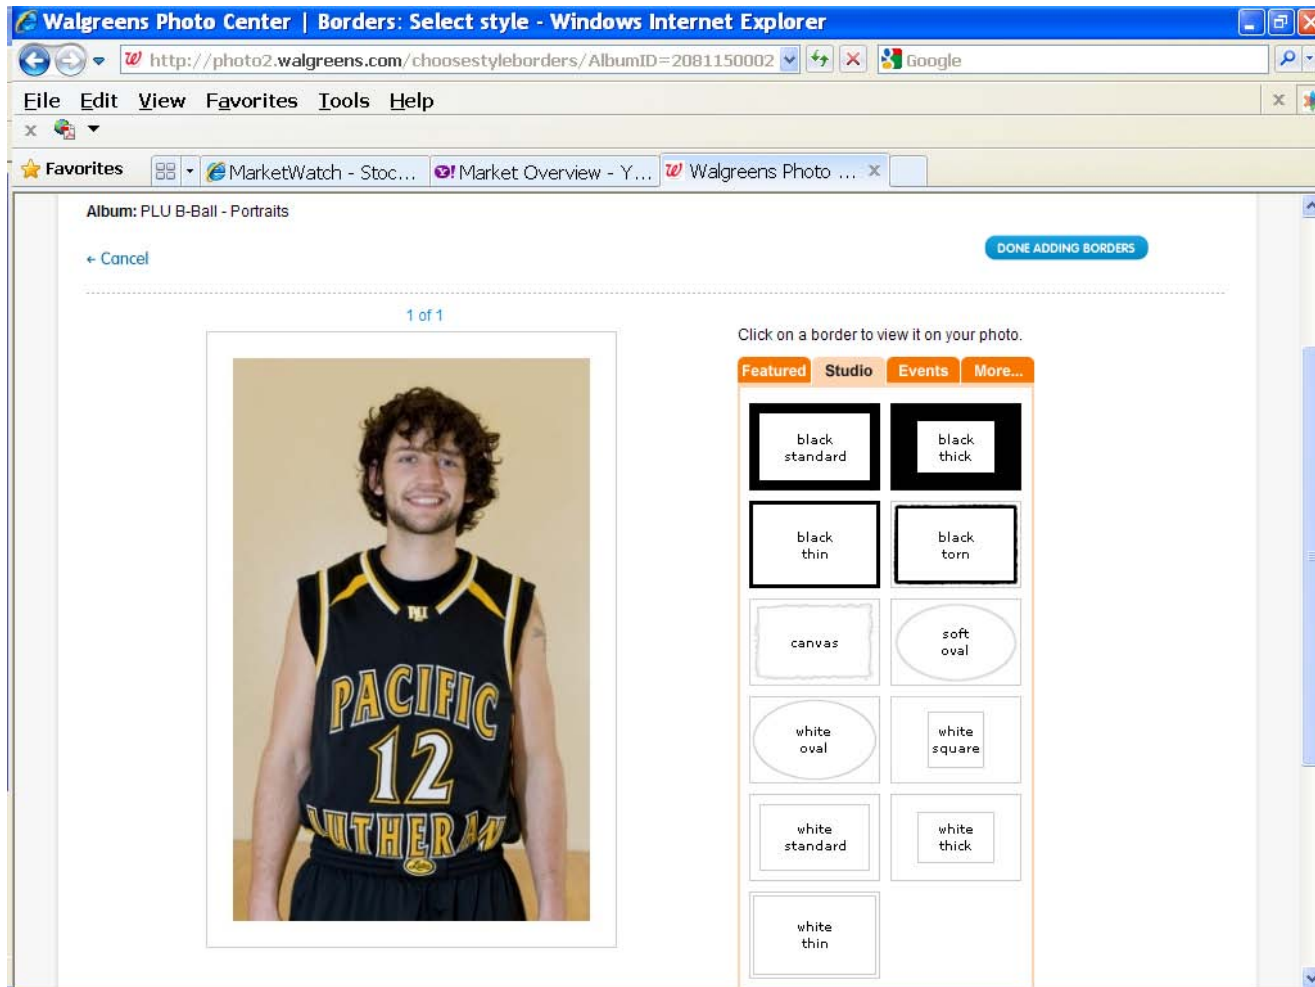 Walgreens Photo Center | Borders: Select style - Windows Internet Explorer
http://photo2.walgreens.com/choosestyleborders/AlbumID=2081150002
Google
File Edit View Favorites Tools Help
Favorites
MarketWatch - Stoc...
Market Overview - Y...
Walgreens Photo ...
Album: PLU B-Ball - Portraits
← Cancel
DONE ADDING BORDERS
1 of 1
Click on a border to view it on your photo.
Featured Studio Events More...
black
standard
black
thick
black
thin
black
torn
canvas
soft
oval
white
oval
white
square
white
standard
white
thick
white
thin
PLU
PACIFIC
12
LUTHERAN